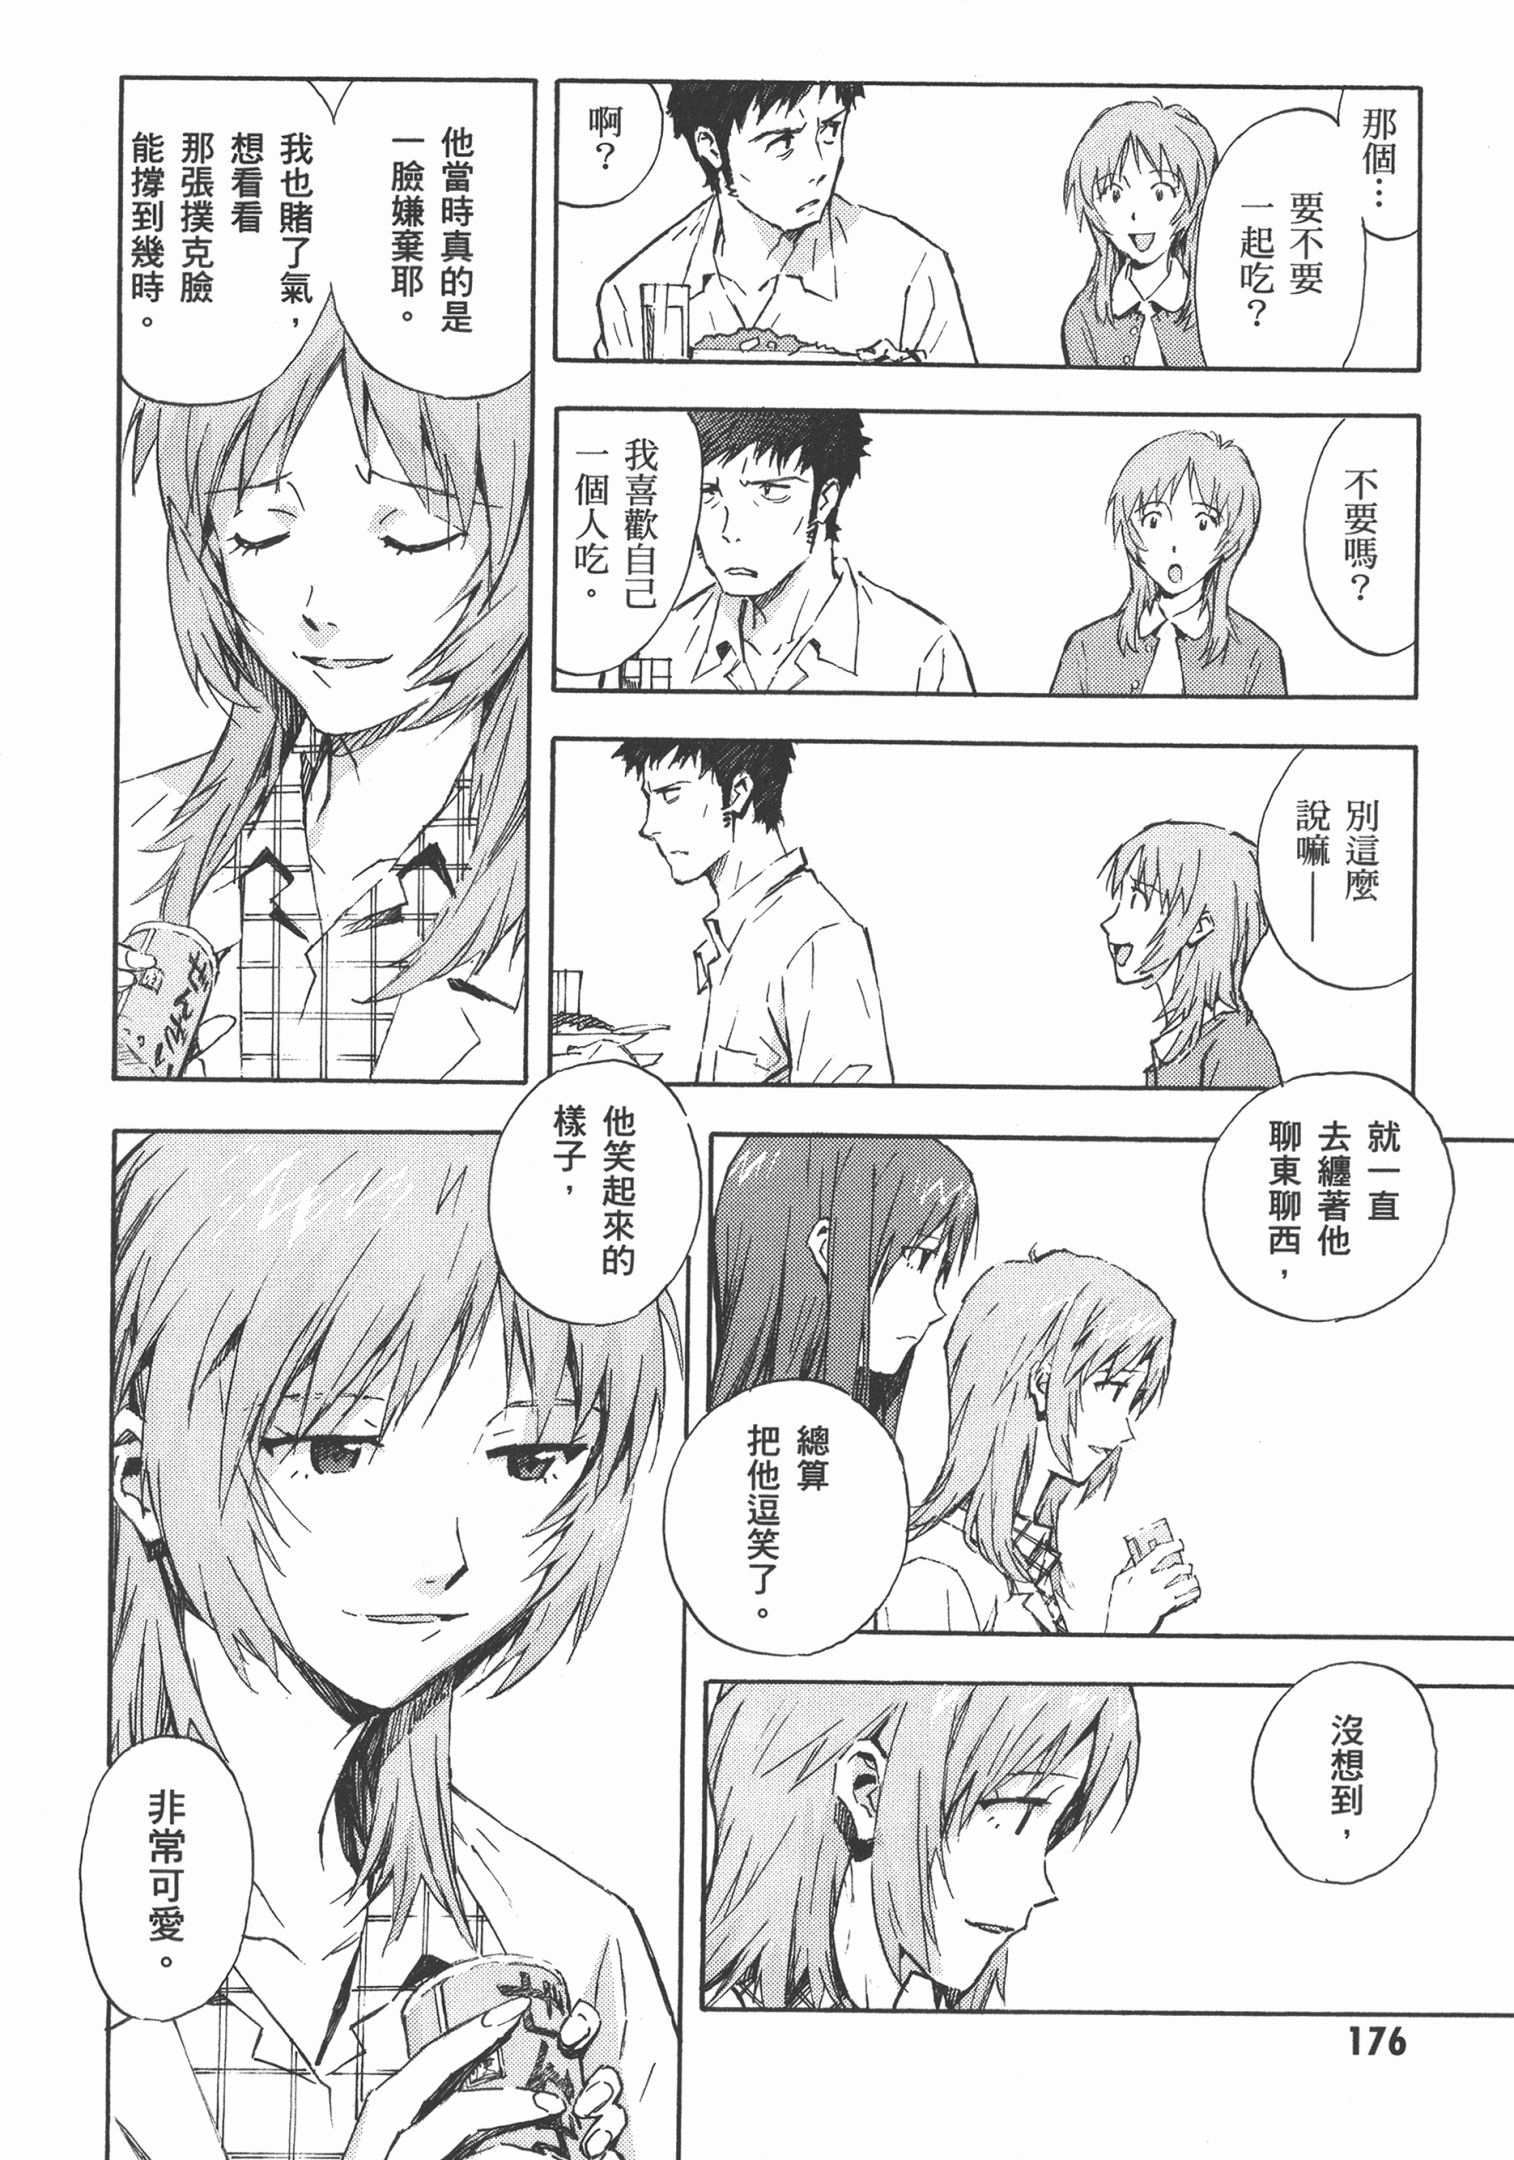 那個⋯
要不要
一起吃？
啊？
不要嗎？
我喜歡自己
一個人吃。
別這麼
說嘛——
他當時真的是
一臉嫌棄耶。
我也賭了氣，
想看看
那張撲克臉
能撐到幾時。
就一直
去纏著他
聊東聊西，
總算
把他逗笑了。
沒想到，
他笑起來的
樣子，
非常可愛。
176